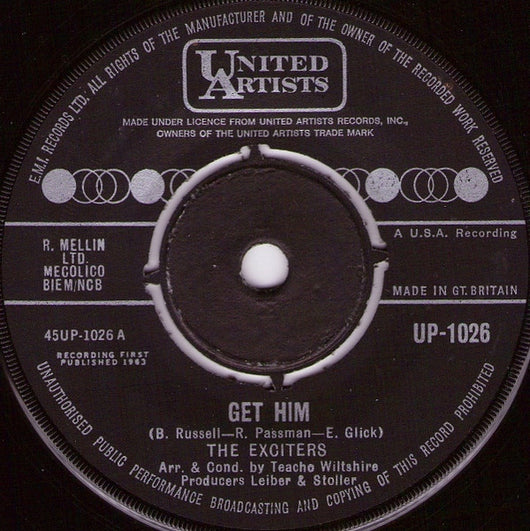 E.M.I. RECORDS LTD. ALL RIGHTS OF THE MANUFACTURER AND OF THE OWNER OF THE RECORDED WORK RESERVED
UNITED
ARTISTS
MADE UNDER LICENCE FROM UNITED ARTISTS RECORDS, INC.,
OWNERS OF THE UNITED ARTISTS TRADE MARK
R. MELLIN
LTD.
MECOLICO
BIEM/NCB
A U.S.A. Recording
MADE IN GT. BRITAIN
45UP-1026 A
UP-1026
RECORDING FIRST
PUBLISHED 1963
GET HIM
(B. Russell—R. Passman—E. Glick)
THE EXCITERS
Arr. & Cond. by Teacho Wiltshire
Producers Leiber & Stoller
UNAUTHORISED PUBLIC PERFORMANCE BROADCASTING AND COPYING OF THIS RECORD PROHIBITED